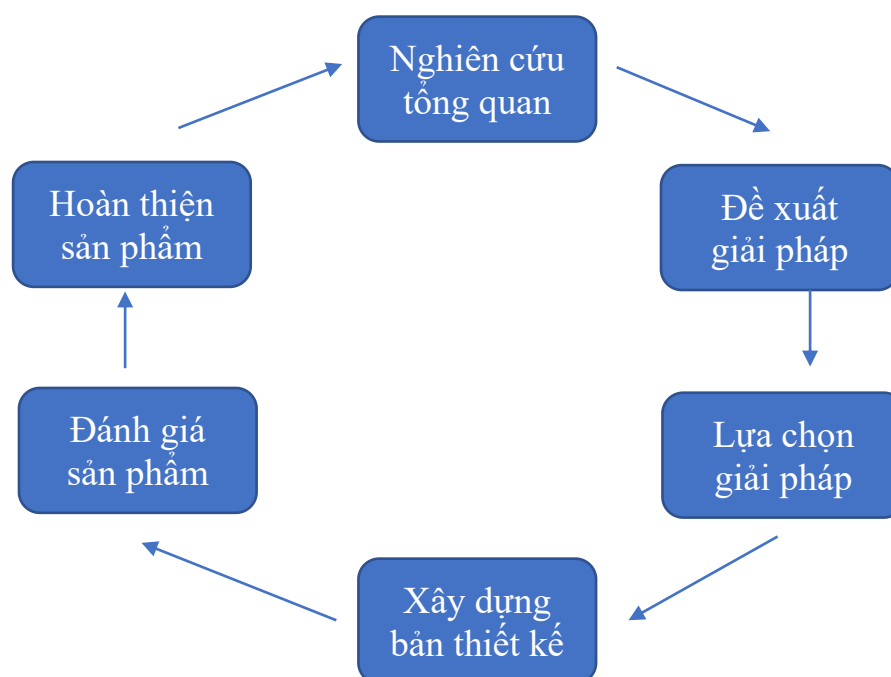 Nghiên cứu
tổng quan
Đề xuất
giải pháp
Lựa chọn
giải pháp
Xây dựng
bản thiết kế
Đánh giá
sản phẩm
Hoàn thiện
sản phẩm